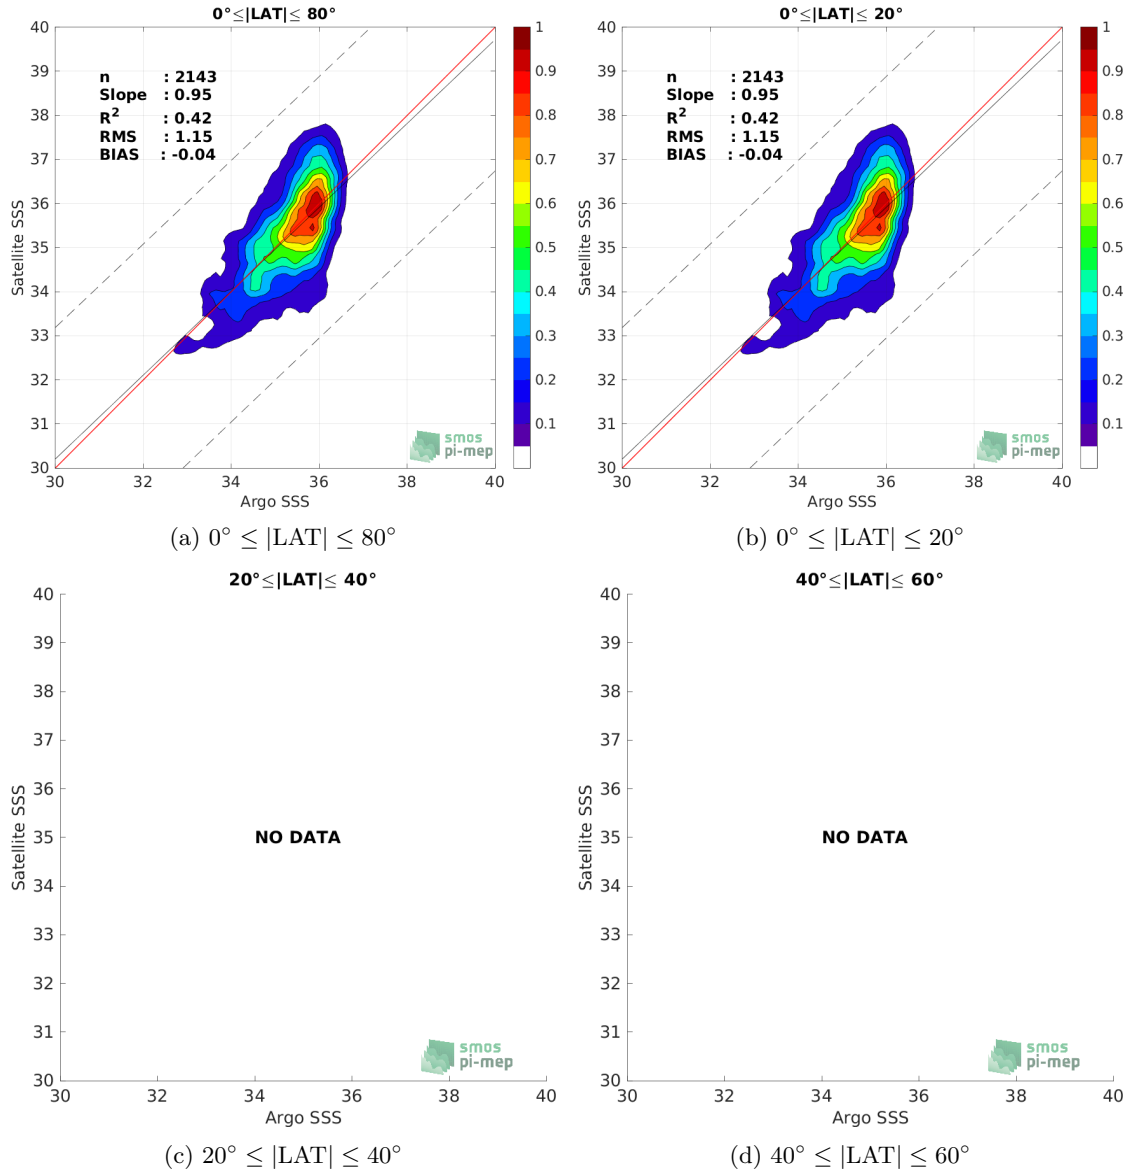 0°≤|LAT|≤ 80°
40
39
38
37
36
35
34
33
32
31
30
Satellite SSS
n : 2143
Slope : 0.95
R² : 0.42
RMS : 1.15
BIAS : -0.04
smos
pi-mep
30 32 34 36 38 40
Argo SSS
1
0.9
0.8
0.7
0.6
0.5
0.4
0.3
0.2
0.1
(a) 0° ≤ |LAT| ≤ 80°
0°≤|LAT|≤ 20°
40
39
38
37
36
35
34
33
32
31
30
Satellite SSS
n : 2143
Slope : 0.95
R² : 0.42
RMS : 1.15
BIAS : -0.04
smos
pi-mep
30 32 34 36 38 40
Argo SSS
1
0.9
0.8
0.7
0.6
0.5
0.4
0.3
0.2
0.1
(b) 0° ≤ |LAT| ≤ 20°
20°≤|LAT|≤ 40°
40
39
38
37
36
35
34
33
32
31
30
Satellite SSS
NO DATA
smos
pi-mep
30 32 34 36 38 40
Argo SSS
(c) 20° ≤ |LAT| ≤ 40°
40°≤|LAT|≤ 60°
40
39
38
37
36
35
34
33
32
31
30
Satellite SSS
NO DATA
smos
pi-mep
30 32 34 36 38 40
Argo SSS
(d) 40° ≤ |LAT| ≤ 60°